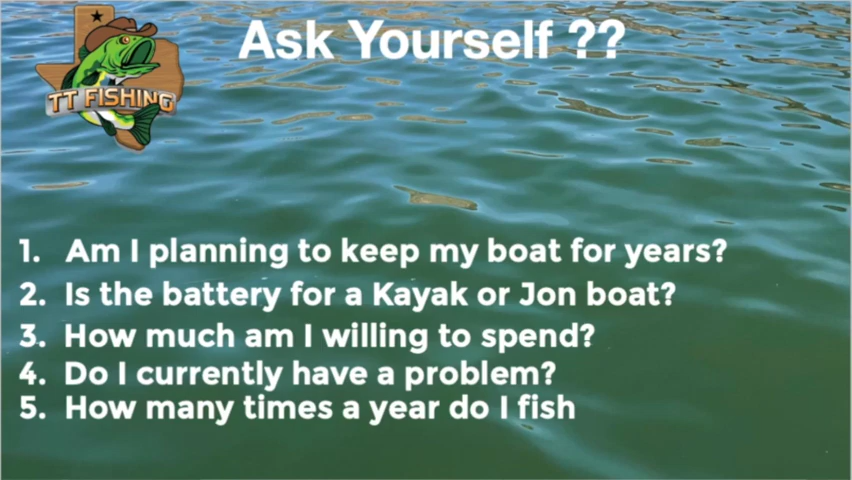 Ask Yourself ??
TT FISHING
1. Am I planning to keep my boat for years?
2. Is the battery for a Kayak or Jon boat?
3. How much am I willing to spend?
4. Do I currently have a problem?
5. How many times a year do I fish